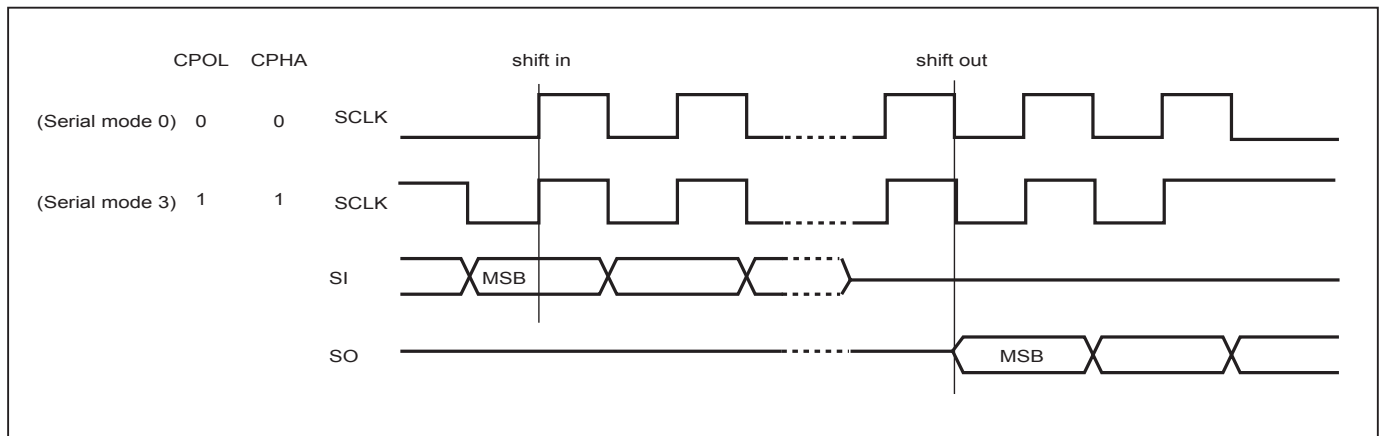 CPOL CPHA shift in shift out
(Serial mode 0) 0 0 SCLK
(Serial mode 3) 1 1 SCLK
SI MSB
SO MSB